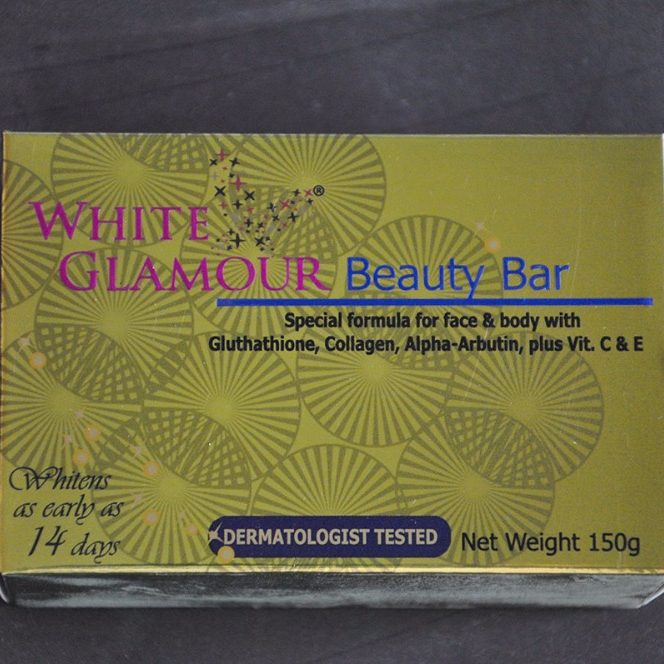 WHITE ®
GLAMOUR Beauty Bar
Special formula for face & body with
Gluthathione, Collagen, Alpha-Arbutin, plus Vit. C & E
Whitens
as early as
14 days
DERMATOLOGIST TESTED
Net Weight 150g